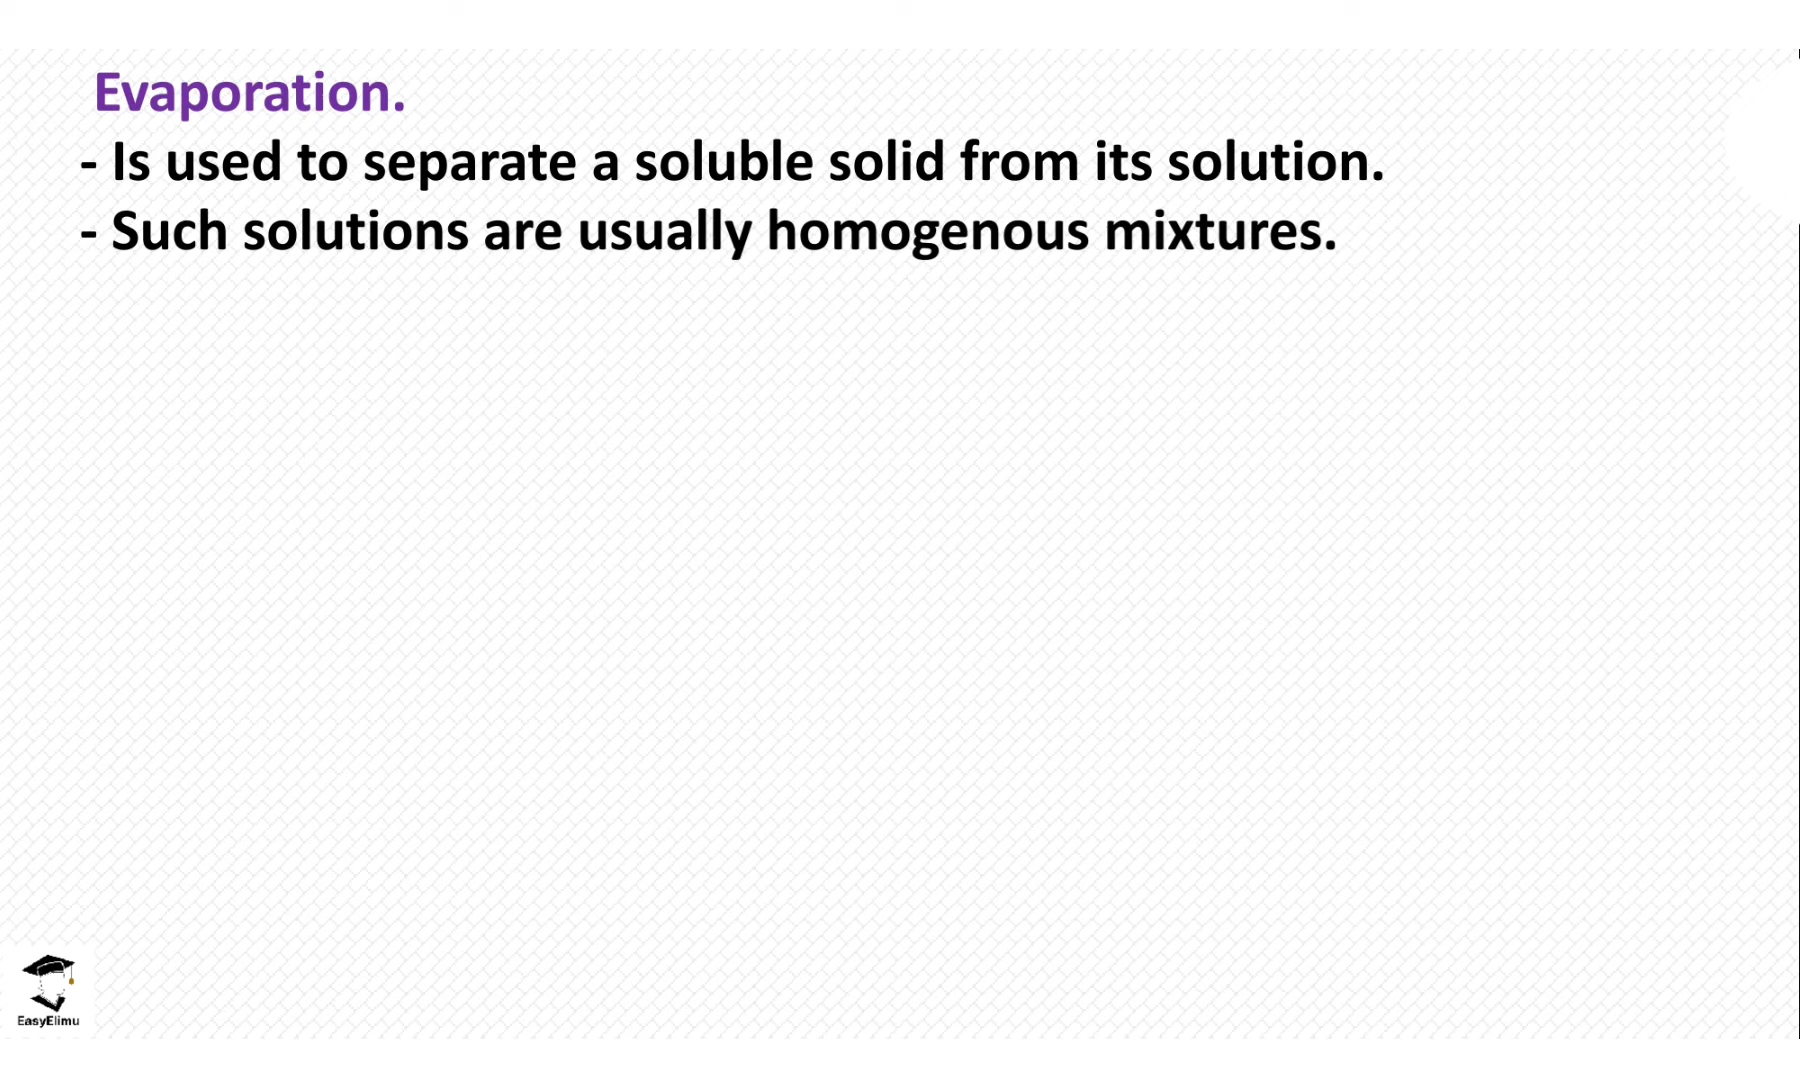 Evaporation.
- Is used to separate a soluble solid from its solution.
- Such solutions are usually homogenous mixtures.
EasyElimu